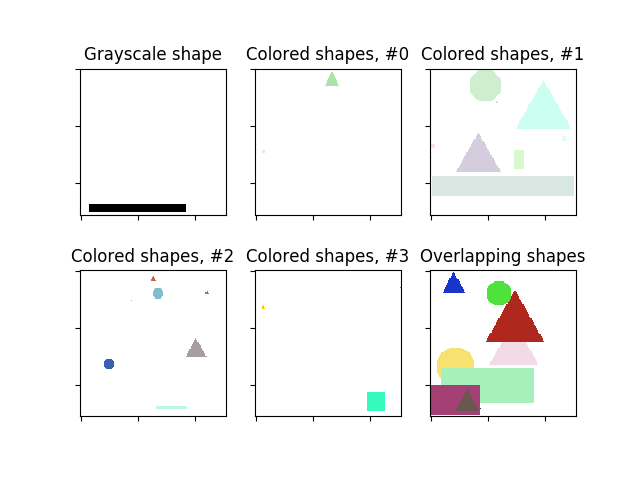 Grayscale shape
Colored shapes, #0
Colored shapes, #1
Colored shapes, #2
Colored shapes, #3
Overlapping shapes